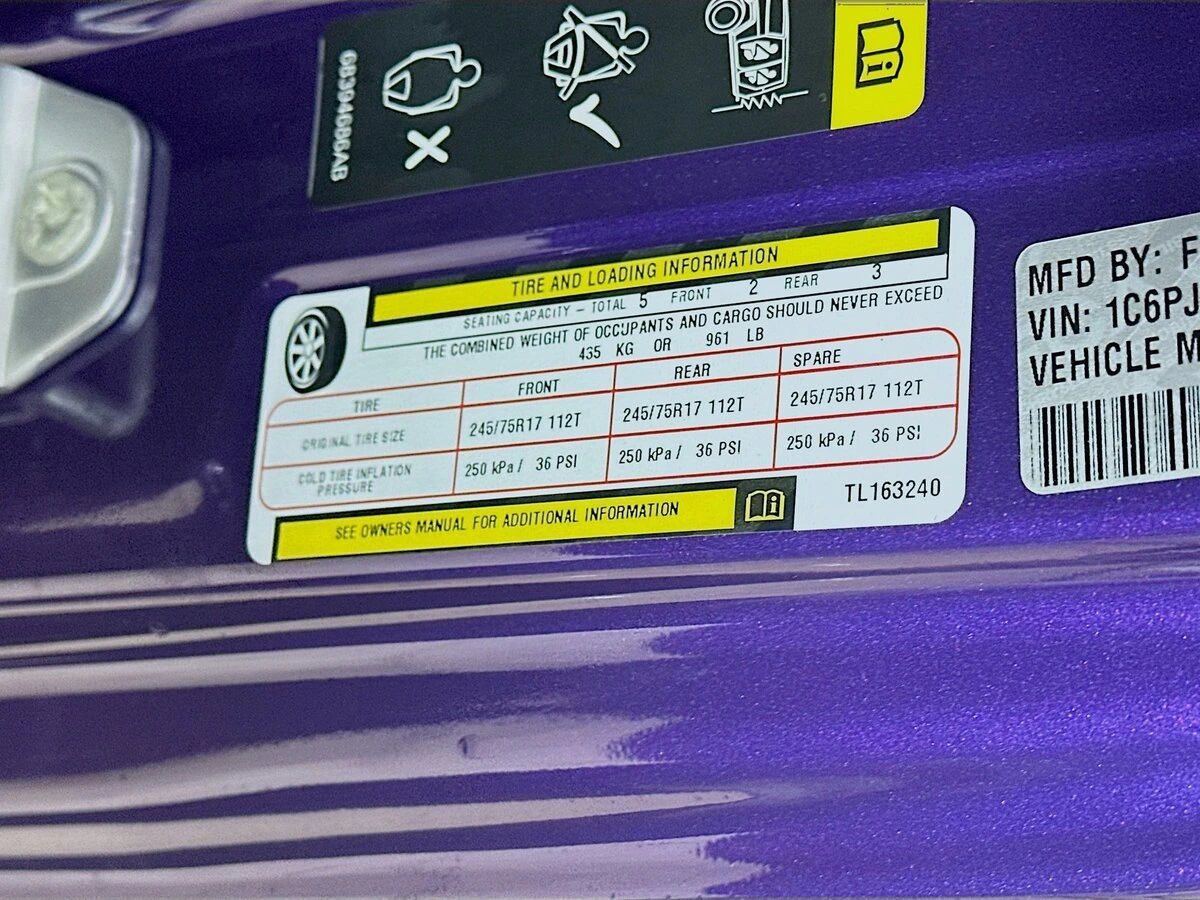 68394686AB
TIRE AND LOADING INFORMATION
SEATING CAPACITY – TOTAL 5 FRONT 2 REAR 3
THE COMBINED WEIGHT OF OCCUPANTS AND CARGO SHOULD NEVER EXCEED
435 KG OR 961 LB
TIRE FRONT REAR SPARE
ORIGINAL TIRE SIZE 245/75R17 112T 245/75R17 112T 245/75R17 112T
COLD TIRE INFLATION PRESSURE 250 kPa / 36 PSI 250 kPa / 36 PSI 250 kPa / 36 PSI
SEE OWNERS MANUAL FOR ADDITIONAL INFORMATION
TL163240
MFD BY: F
VIN: 1C6PJ
VEHICLE M